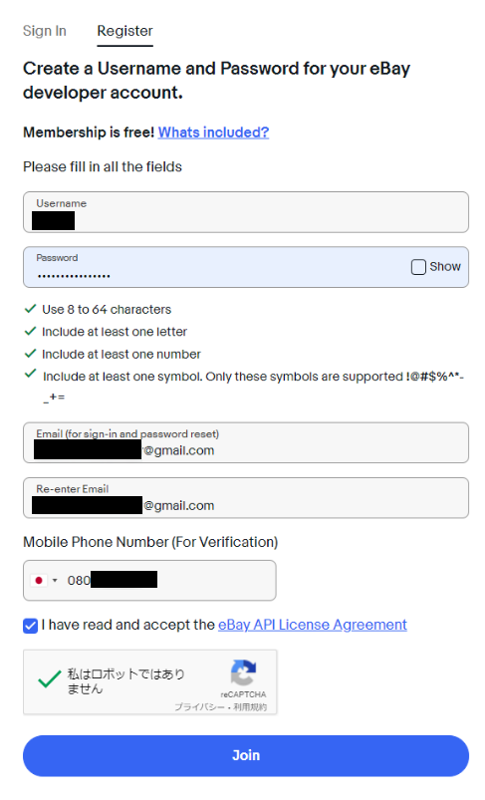 Sign In Register
Create a Username and Password for your eBay
developer account.
Membership is free! Whats included?
Please fill in all the fields
Username
Password
••••••••••••••••
Show
Use 8 to 64 characters
Include at least one letter
Include at least one number
Include at least one symbol. Only these symbols are supported !@#$%^*-
_+=
Email (for sign-in and password reset)
@gmail.com
Re-enter Email
@gmail.com
Mobile Phone Number (For Verification)
080
I have read and accept the eBay API License Agreement
私はロボットではあり
ません
reCAPTCHA
プライバシー・利用規約
Join